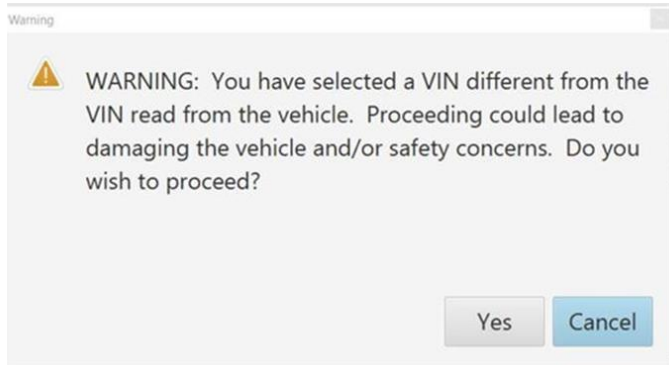 Warning
WARNING: You have selected a VIN different from the
VIN read from the vehicle. Proceeding could lead to
damaging the vehicle and/or safety concerns. Do you
wish to proceed?
Yes
Cancel